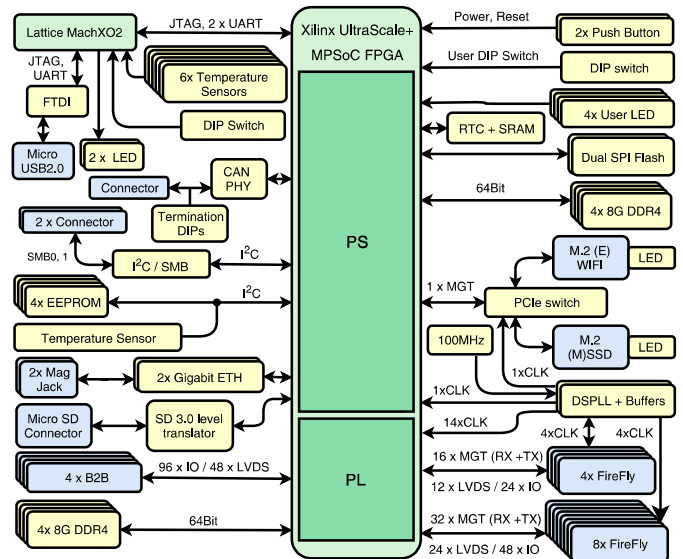 Lattice MachXO2
JTAG, 2 x UART
Xilinx UltraScale+
MPSoC FPGA
Power, Reset
2x Push Button
JTAG,
UART
6x Temperature
Sensors
User DIP Switch
DIP switch
FTDI
DIP Switch
4x User LED
RTC + SRAM
Micro
USB2.0
2 x LED
Dual SPI Flash
Connector
CAN
PHY
64Bit
4x 8G DDR4
Termination
DIPs
2 x Connector
PS
SMB0, 1
I²C / SMB
I²C
M.2 (E)
WIFI
LED
1 x MGT
PCIe switch
4x EEPROM
I²C
Temperature Sensor
100MHz
M.2
(M)SSD
LED
1xCLK
2x Mag
Jack
2x Gigabit ETH
1xCLK
DSPLL + Buffers
Micro SD
Connector
SD 3.0 level
translator
14xCLK
4xCLK
4xCLK
4 x B2B
96 x IO / 48 x LVDS
PL
16 x MGT (RX +TX)
12 x LVDS / 24 x IO
4x FireFly
4x 8G DDR4
64Bit
32 x MGT (RX +TX)
24 x LVDS / 48 x IO
8x FireFly